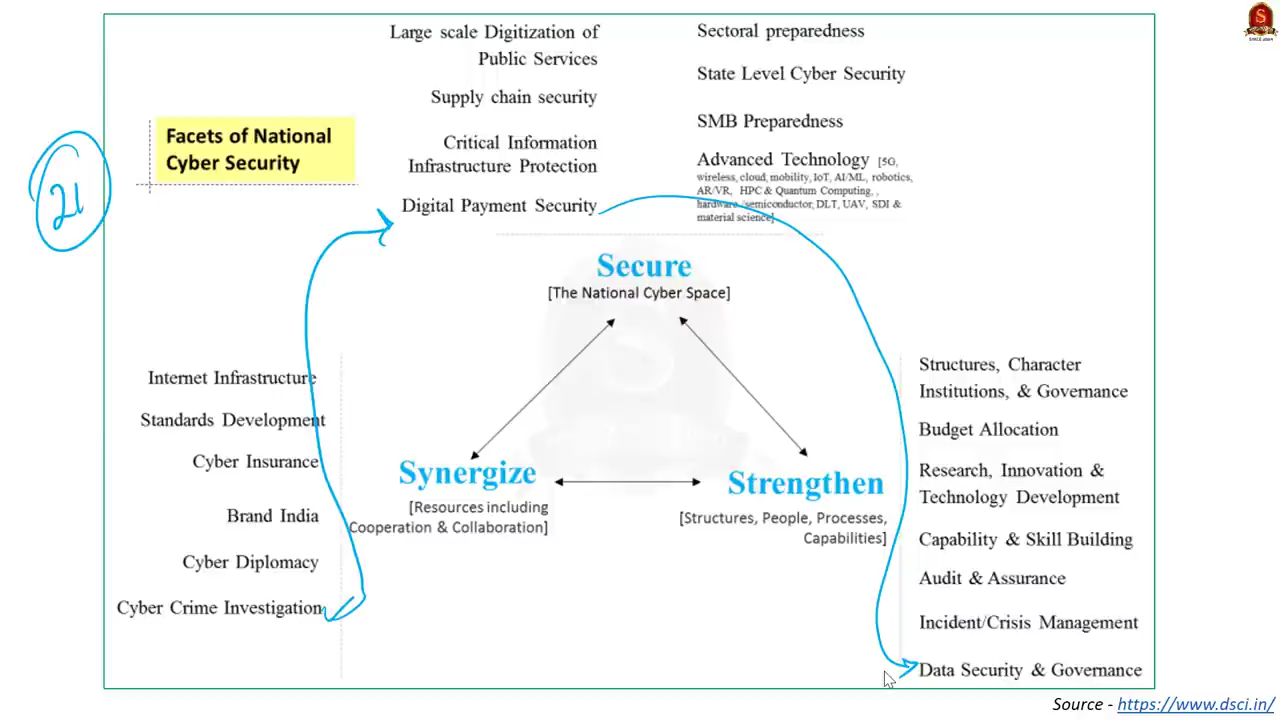 Large scale Digitization of
Public Services
Supply chain security
Critical Information
Infrastructure Protection
Digital Payment Security
Sectoral preparedness
State Level Cyber Security
SMB Preparedness
Advanced Technology [5G,
wireless, cloud, mobility, IoT, AI/ML, robotics,
AR/VR, HPC & Quantum Computing, ,
hardware /semiconductor, DLT, UAV, SDI &
material science]
Facets of National
Cyber Security
21
Secure
[The National Cyber Space]
Internet Infrastructure
Standards Development
Cyber Insurance
Brand India
Cyber Diplomacy
Cyber Crime Investigation
Synergize
[Resources including
Cooperation & Collaboration]
Strengthen
[Structures, People, Processes,
Capabilities]
Structures, Character
Institutions, & Governance
Budget Allocation
Research, Innovation &
Technology Development
Capability & Skill Building
Audit & Assurance
Incident/Crisis Management
Data Security & Governance
Source - https://www.dsci.in/